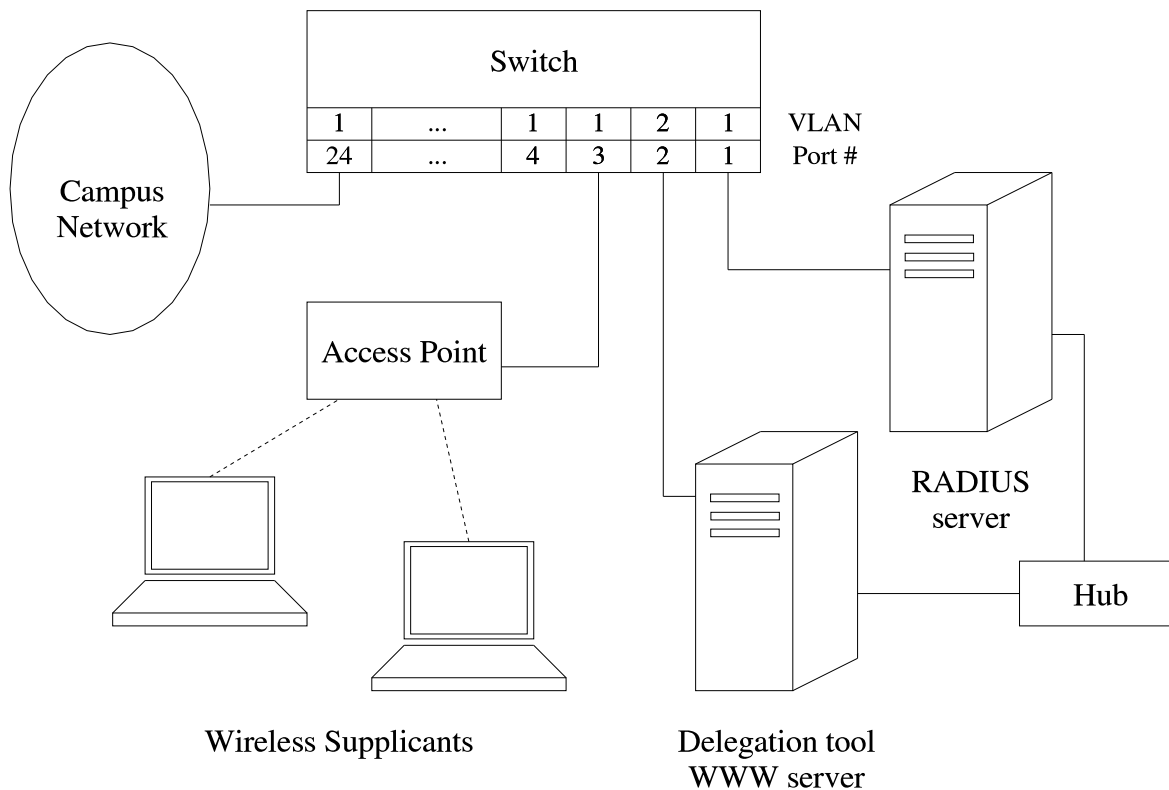 Switch
1 ... 1 1 2 1 VLAN
24 ... 4 3 2 1 Port #
Campus
Network
Access Point
RADIUS
server
Hub
Wireless Supplicants
Delegation tool
WWW server